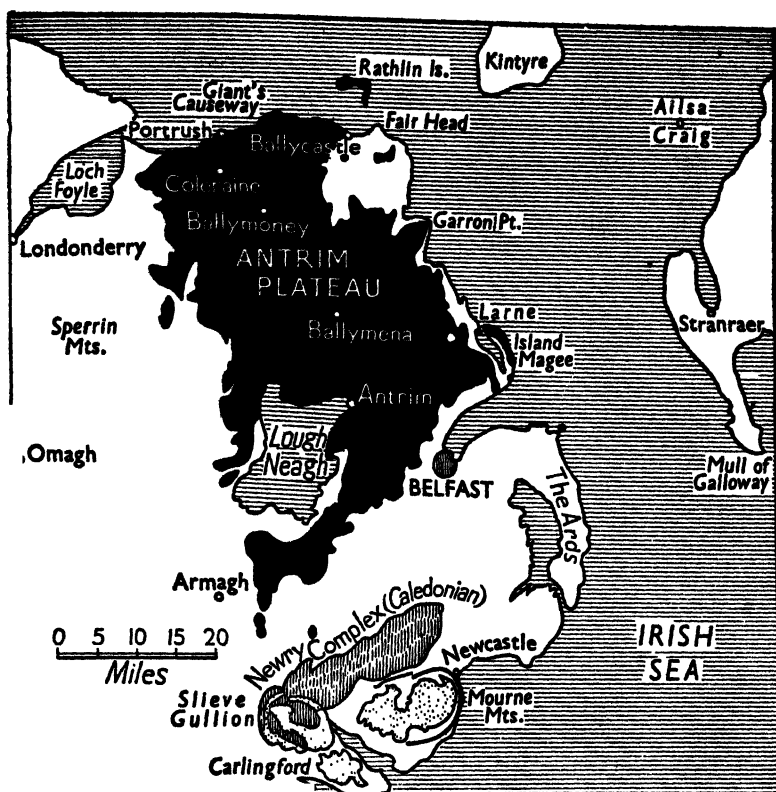 Rathlin Is.
Kintyre
Giant's
Causeway
Ailsa
Craig
Portrush
Fair Head
Ballycastle
Loch
Foyle
Coleraine
Ballymoney
Garron Pt.
Londonderry
ANTRIM
PLATEAU
Larne
Stranraer
Sperrin
Mts.
Ballymena
Island
Magee
Antrim
Lough
Neagh
Omagh
BELFAST
Mull of
Galloway
The Ards
Armagh
Newry Complex (Caledonian)
0 5 10 15 20
Miles
Newcastle
IRISH
SEA
Slieve
Gullion
Mourne
Mts.
Carlingford